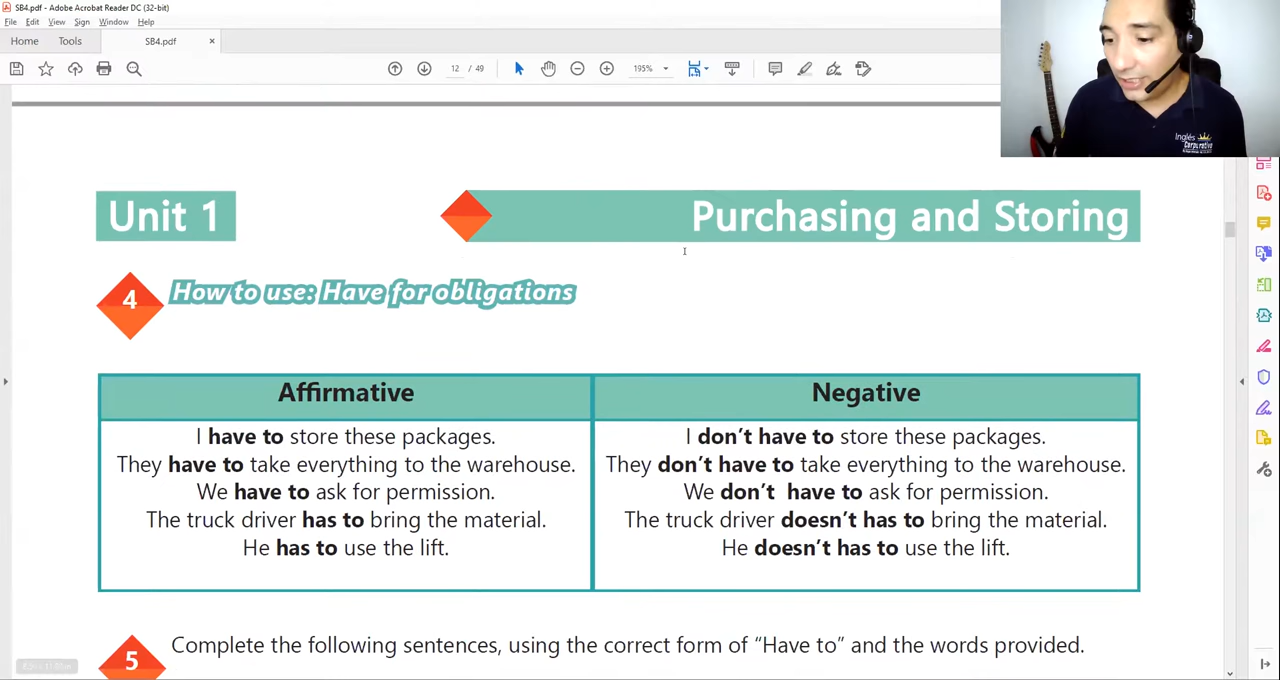 SB4.pdf - Adobe Acrobat Reader DC (32-bit)
File Edit View Sign Window Help
Home Tools SB4.pdf ×
12 / 49 195%
Inglés
Corporativo
Unit 1 Purchasing and Storing
4 How to use: Have for obligations
Affirmative
I have to store these packages.
They have to take everything to the warehouse.
We have to ask for permission.
The truck driver has to bring the material.
He has to use the lift.
Negative
I don't have to store these packages.
They don't have to take everything to the warehouse.
We don't have to ask for permission.
The truck driver doesn't has to bring the material.
He doesn't has to use the lift.
5 Complete the following sentences, using the correct form of “Have to” and the words provided.